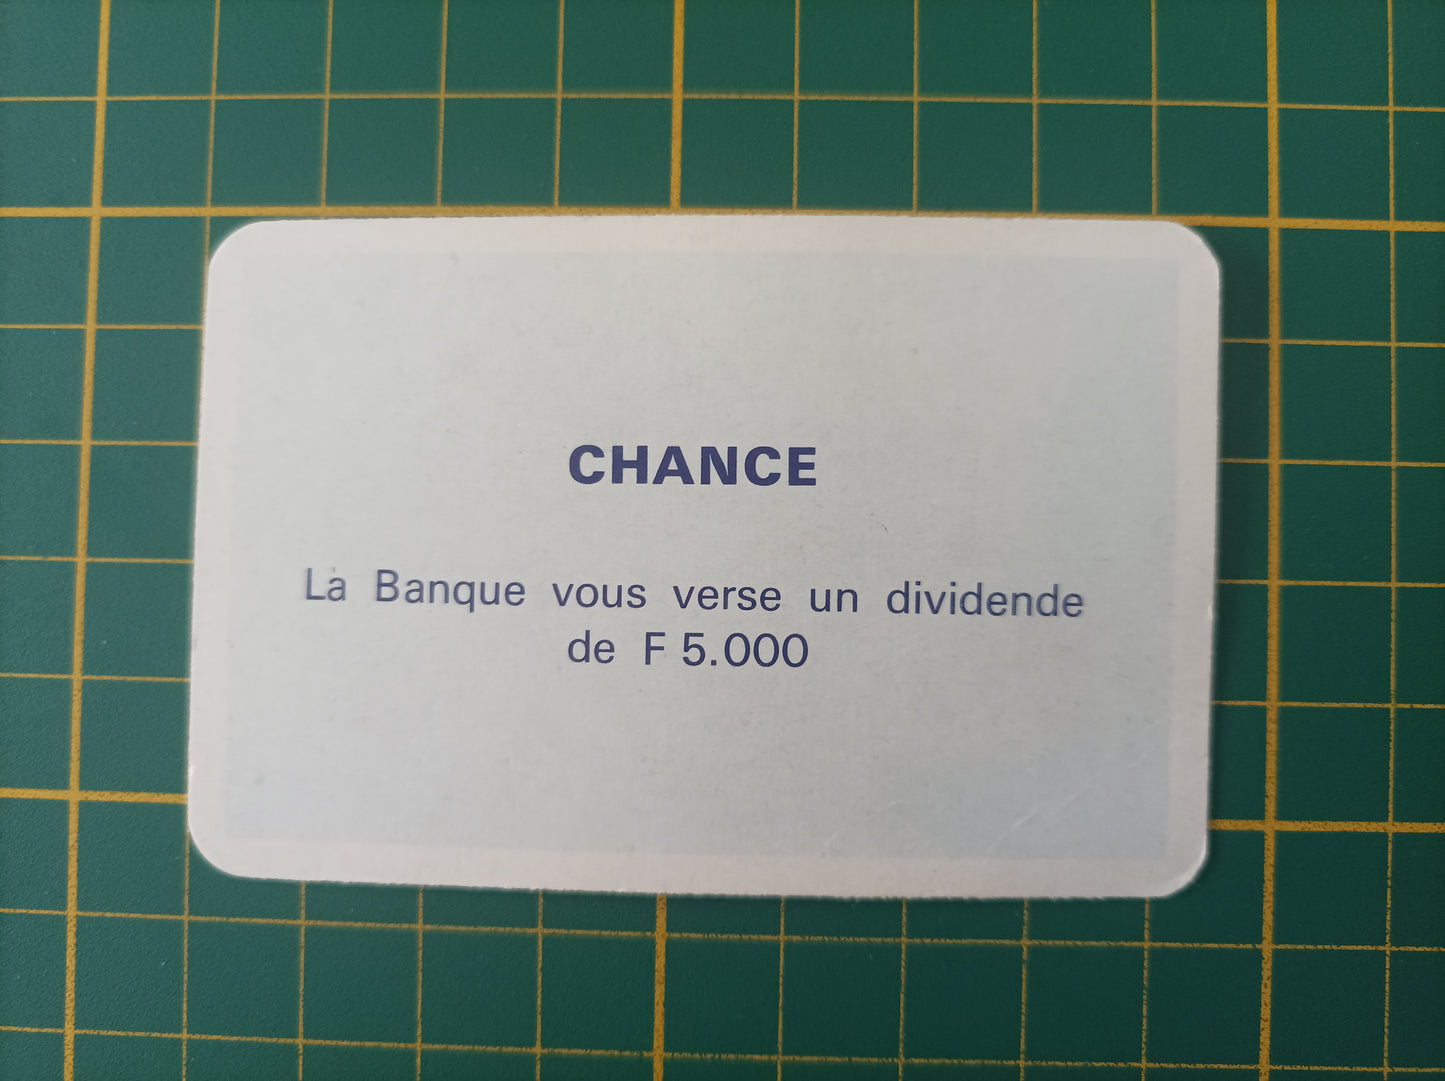 CHANCE
La Banque vous verse un dividende
de F 5.000